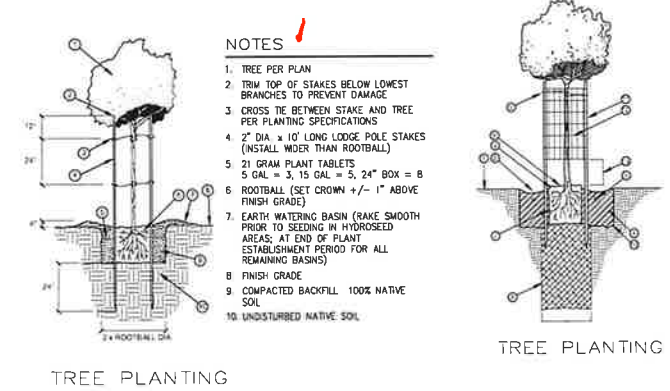 NOTES
1. TREE PER PLAN
2. TRIM TOP OF STAKES BELOW LOWEST
BRANCHES TO PREVENT DAMAGE
3. CROSS TIE BETWEEN STAKE AND TREE
PER PLANTING SPECIFICATIONS
4. 2" DIA. x 10' LONG LODGE POLE STAKES
(INSTALL WIDER THAN ROOTBALL)
5. 21 GRAM PLANT TABLETS
5 GAL = 3, 15 GAL = 5, 24" BOX = 8
6. ROOTBALL (SET CROWN +/- 1" ABOVE
FINISH GRADE)
7. EARTH WATERING BASIN (RAKE SMOOTH
PRIOR TO SEEDING IN HYDROSEED
AREAS; AT END OF PLANT
ESTABLISHMENT PERIOD FOR ALL
REMAINING BASINS)
8. FINISH GRADE
9. COMPACTED BACKFILL 100% NATIVE
SOIL
10. UNDISTURBED NATIVE SOIL
12"
24"
24"
2 x ROOTBALL DIA
TREE PLANTING
TREE PLANTING